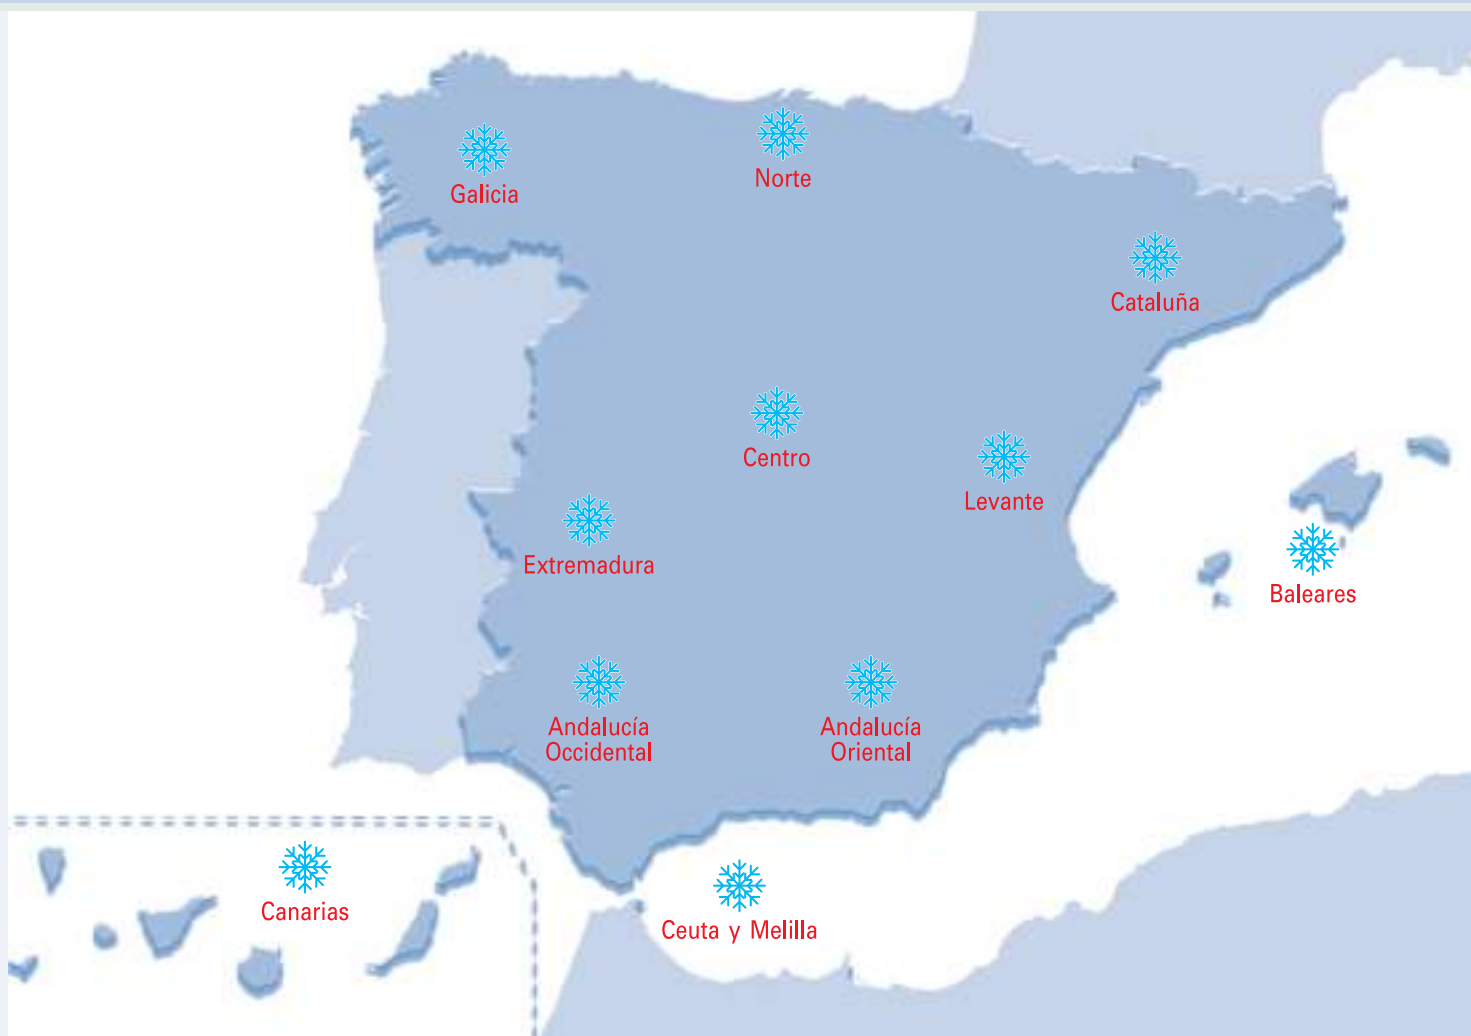 Norte
Galicia
Cataluña
Centro
Levante
Extremadura
Baleares
Andalucía
Occidental
Andalucía
Oriental
Canarias
Ceuta y Melilla